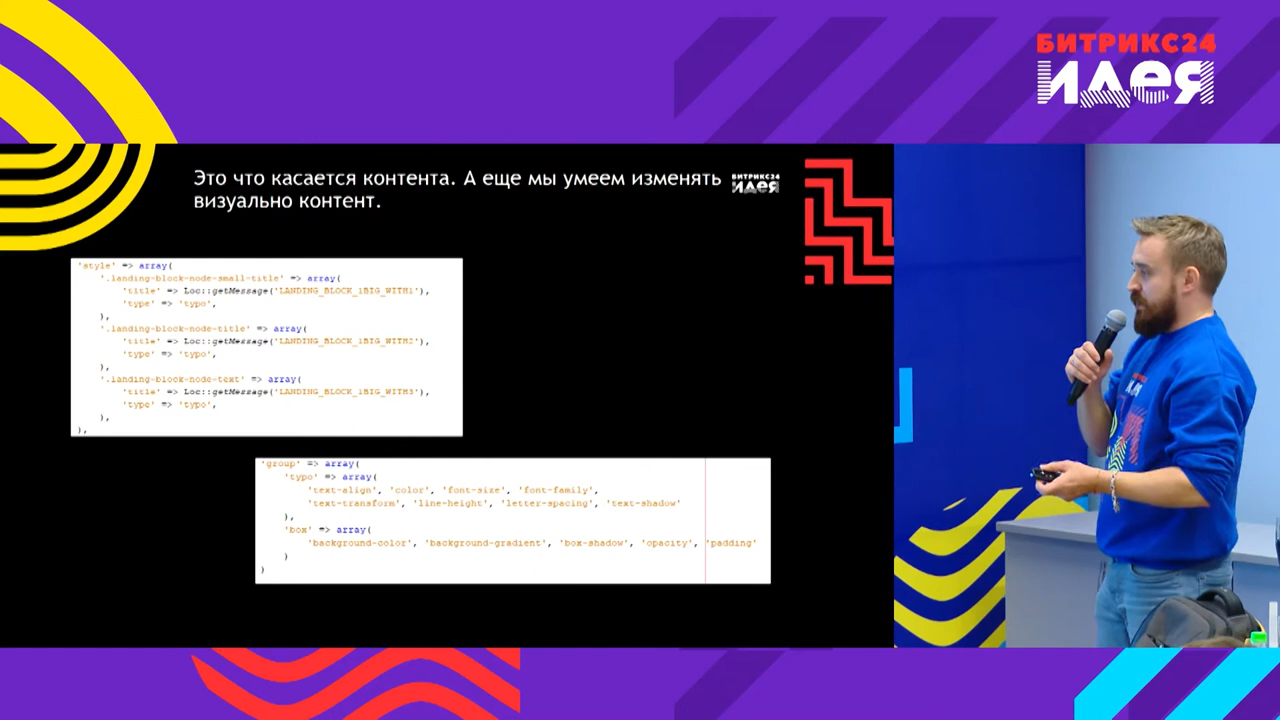 БИТРИКС24
ИДЕЯ
Это что касается контента. А еще мы умеем изменять
визуально контент.
БИТРИКС24
ИДЕЯ
'style' => array(
'.landing-block-node-small-title' => array(
'title' => Loc::getMessage('LANDING_BLOCK_1BIG_WITH1'),
'type' => 'typo',
),
'.landing-block-node-title' => array(
'title' => Loc::getMessage('LANDING_BLOCK_1BIG_WITH2'),
'type' => 'typo',
),
'.landing-block-node-text' => array(
'title' => Loc::getMessage('LANDING_BLOCK_1BIG_WITH3'),
'type' => 'typo',
),
),
'group' => array(
'typo' => array(
'text-align', 'color', 'font-size', 'font-family',
'text-transform', 'line-height', 'letter-spacing', 'text-shadow'
),
'box' => array(
'background-color', 'background-gradient', 'box-shadow', 'opacity', 'padding'
)
)
ИДЕЯ